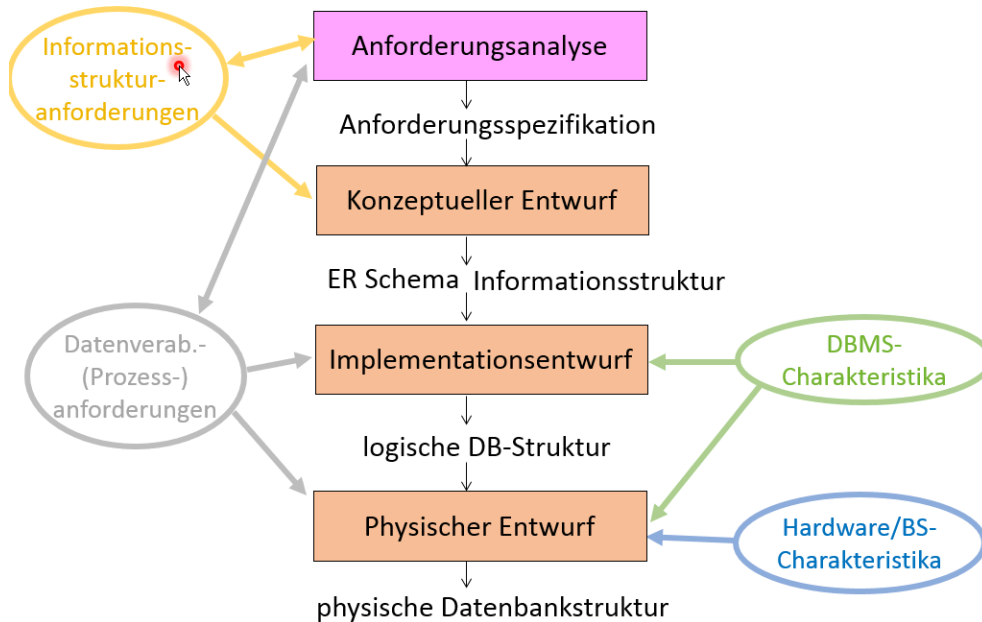 Informations-
struktur-
anforderungen
Anforderungsanalyse
Anforderungsspezifikation
Konzeptueller Entwurf
ER Schema Informationsstruktur
Datenverab.-
(Prozess-)
anforderungen
Implementationsentwurf
DBMS-
Charakteristika
logische DB-Struktur
Physischer Entwurf
Hardware/BS-
Charakteristika
physische Datenbankstruktur